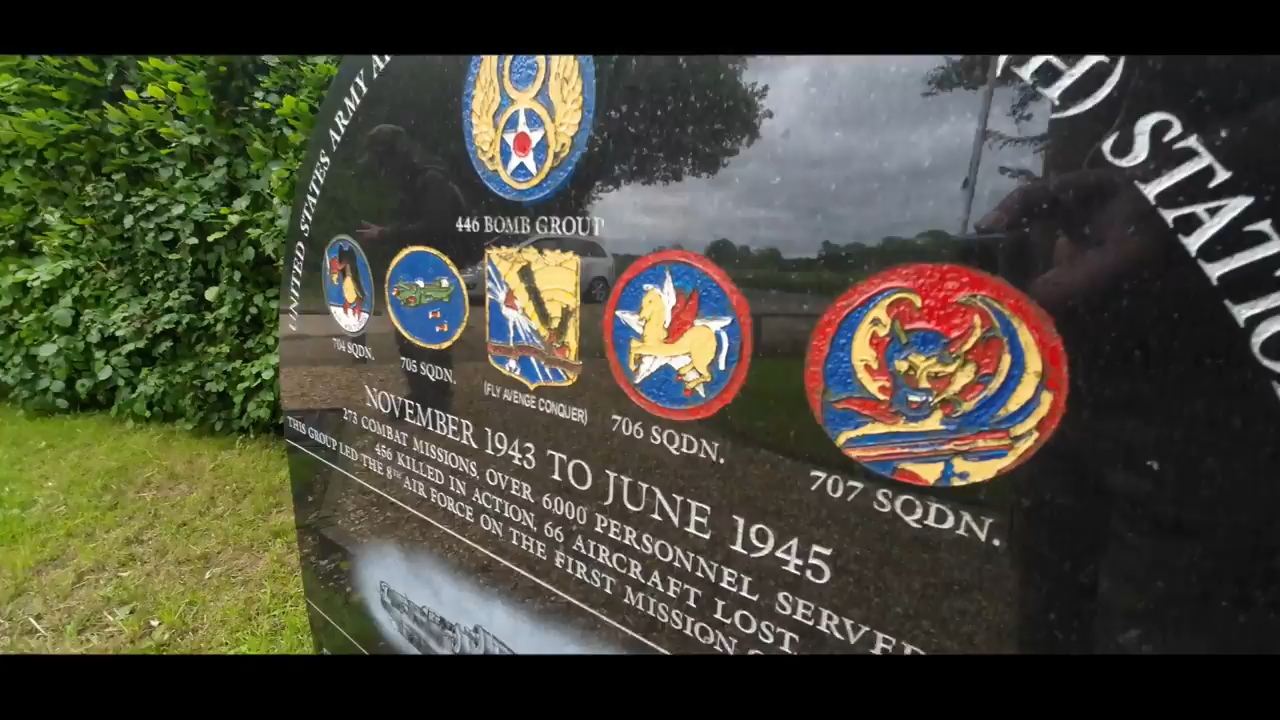 UNITED STATES ARMY
H) STATIO
446 BOMB GROUP
704 SQDN.
705 SQDN.
(FLY AVENGE CONQUER)
706 SQDN.
707 SQDN.
NOVEMBER 1943 TO JUNE 1945
273 COMBAT MISSIONS, OVER 6,000 PERSONNEL SERVED
456 KILLED IN ACTION, 66 AIRCRAFT LOST
THIS GROUP LED THE 8TH AIR FORCE ON THE FIRST MISSION